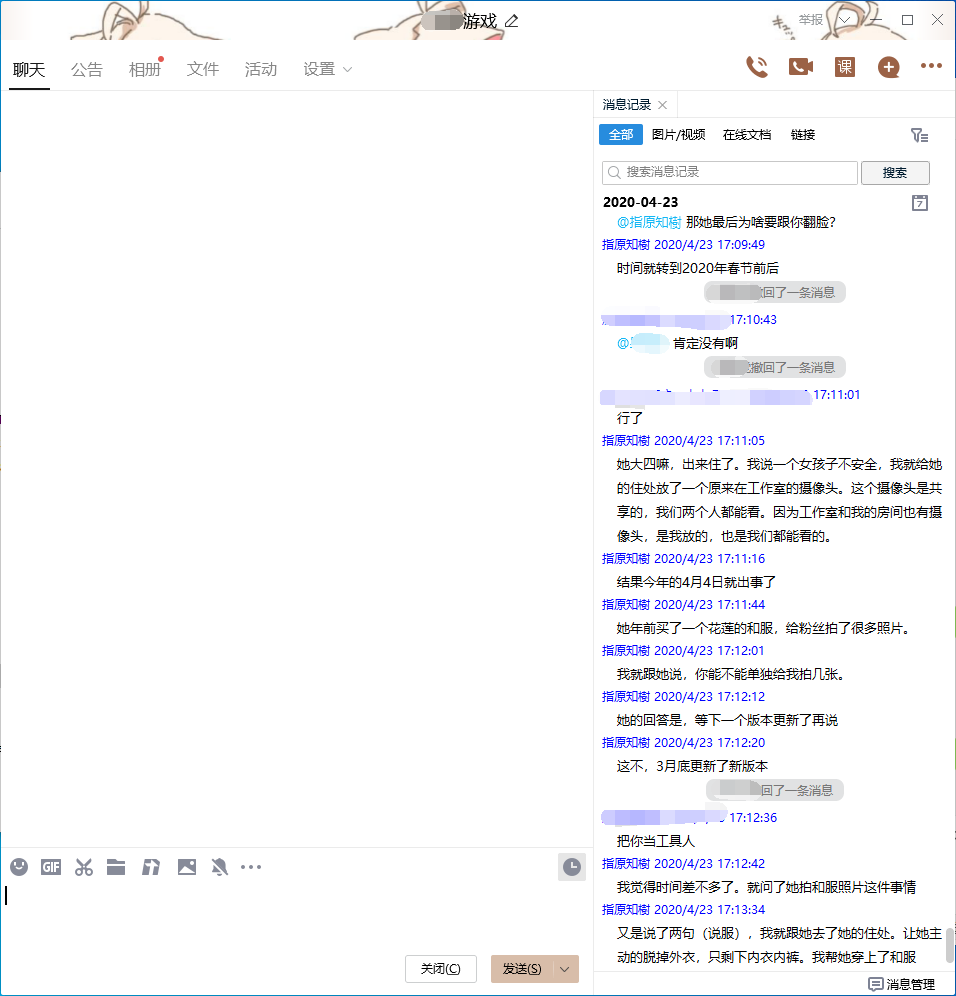 游戏
举报
聊天 公告 相册 文件 活动 设置
课
消息记录
全部 图片/视频 在线文档 链接
搜索消息记录 搜索
2020-04-23
7
@指原知樹 那她最后为啥要跟你翻脸？
指原知樹 2020/4/23 17:09:49
时间就转到2020年春节前后
回了一条消息
17:10:43
@ 肯定没有啊
撤回了一条消息
17:11:01
行了
指原知樹 2020/4/23 17:11:05
她大四嘛，出来住了。我说一个女孩子不安全，我就给她
的住处放了一个原来在工作室的摄像头。这个摄像头是共
享的，我们两个人都能看。因为工作室和我的房间也有摄
像头，是我放的，也是我们都能看的。
指原知樹 2020/4/23 17:11:16
结果今年的4月4日就出事了
指原知樹 2020/4/23 17:11:44
她年前买了一个花莲的和服，给粉丝拍了很多照片。
指原知樹 2020/4/23 17:12:01
我就跟她说，你能不能单独给我拍几张。
指原知樹 2020/4/23 17:12:12
她的回答是，等下一个版本更新了再说
指原知樹 2020/4/23 17:12:20
这不，3月底更新了新版本
回了一条消息
17:12:36
把你当工具人
指原知樹 2020/4/23 17:12:42
我觉得时间差不多了。就问了她拍和服照片这件事情
指原知樹 2020/4/23 17:13:34
又是说了两句（说服），我就跟她去了她的住处。让她主
动的脱掉外衣，只剩下内衣内裤。我帮她穿上了和服
GIF
关闭(C) 发送(S)
消息管理